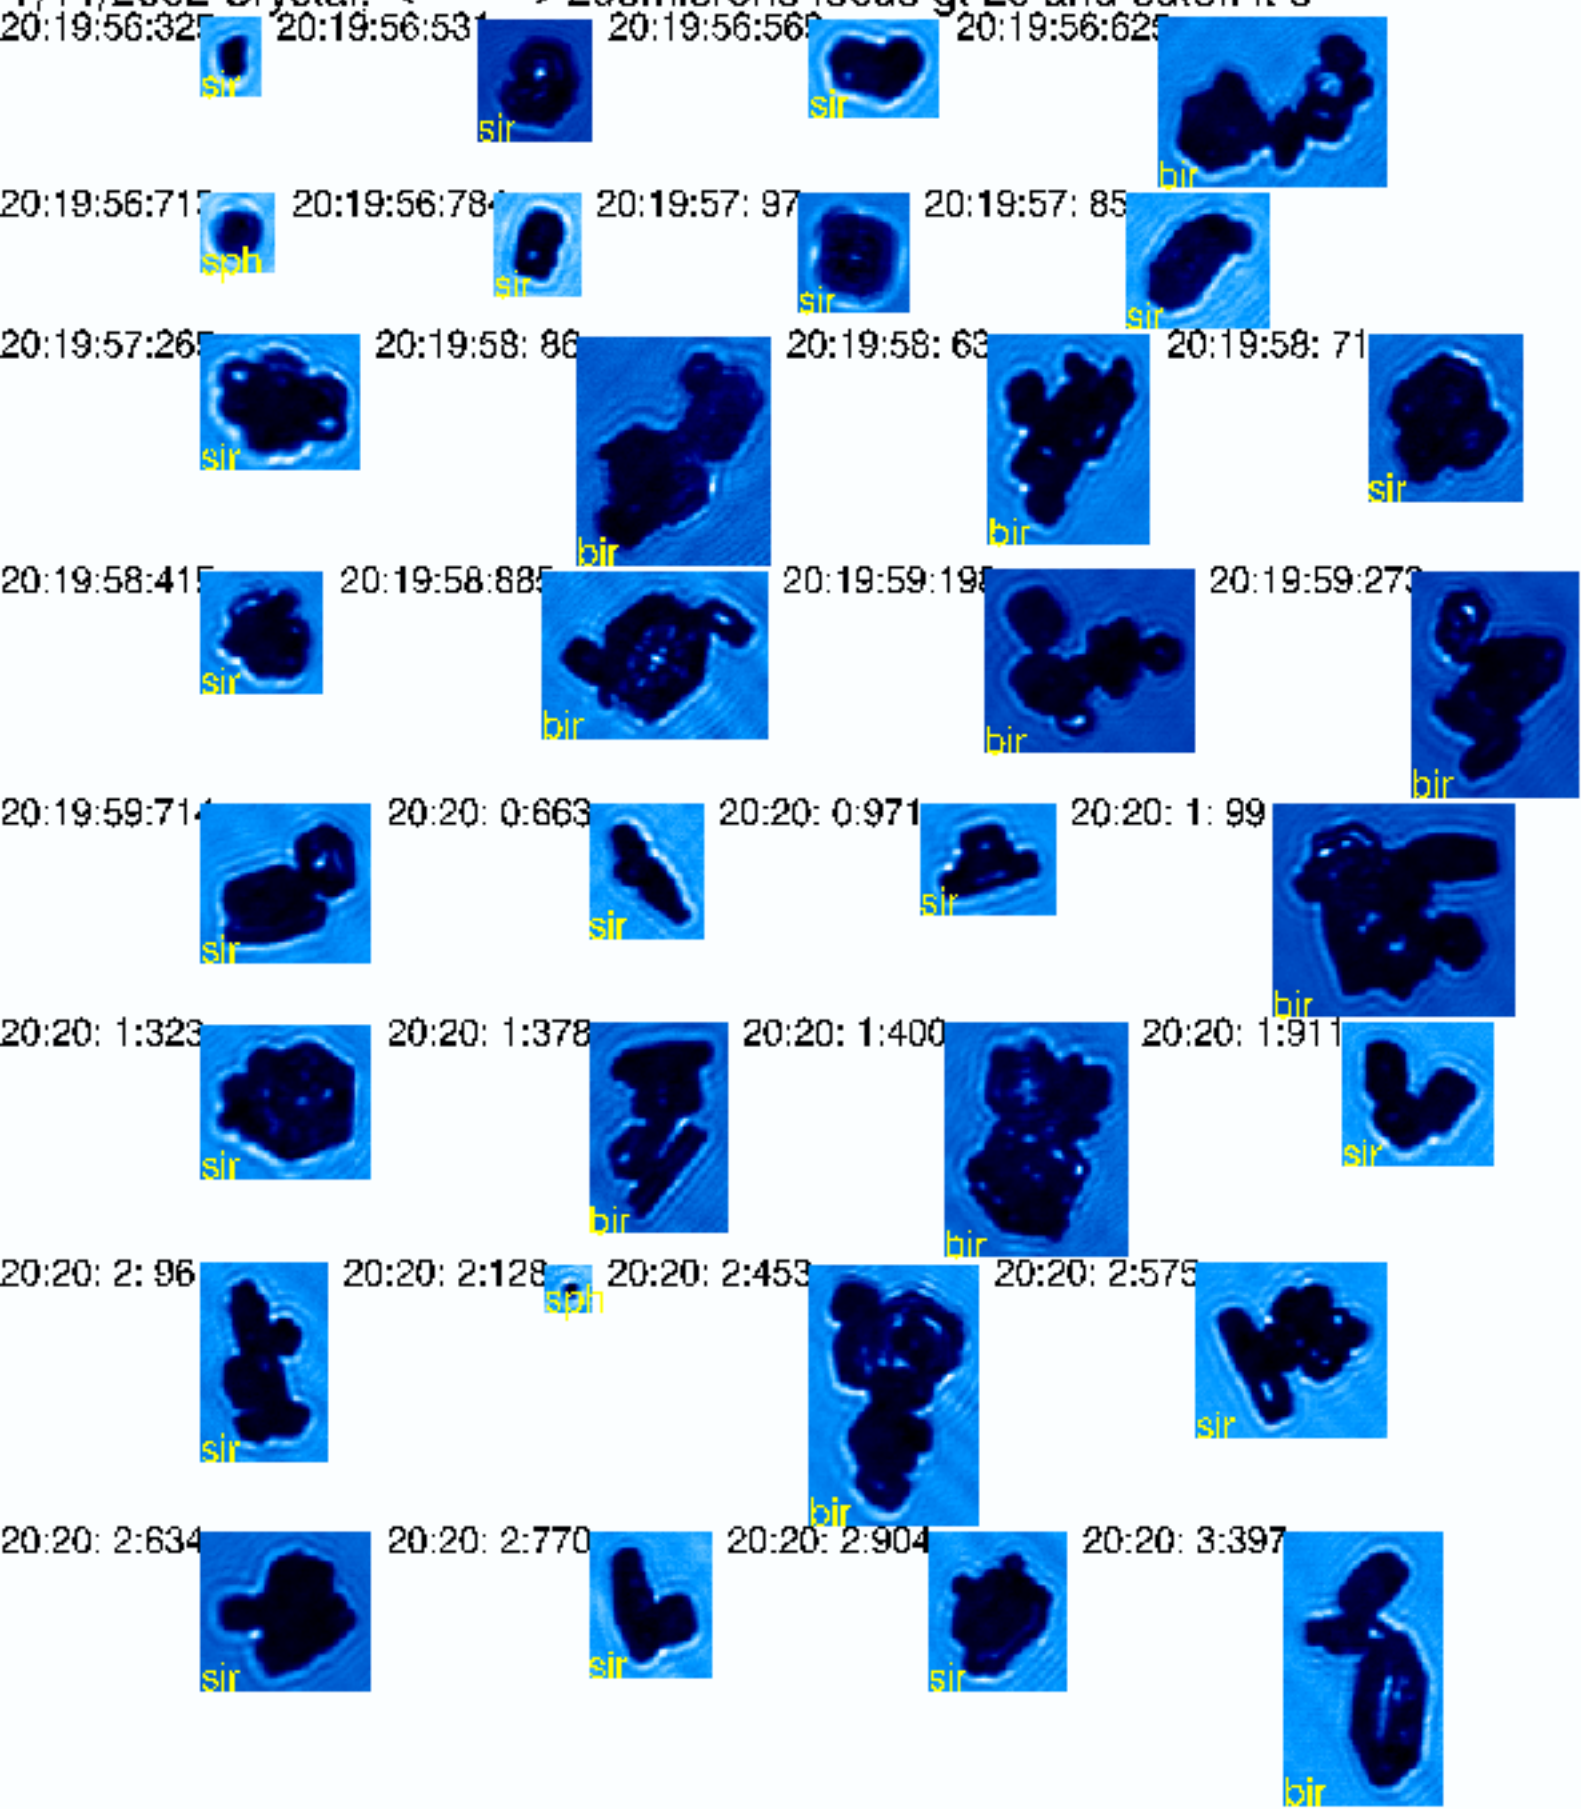 20:19:56:325 20:19:56:531 20:19:56:569 20:19:56:625
sir sir sir bir
20:19:56:715 20:19:56:784 20:19:57: 97 20:19:57: 85
sph sir sir sir
20:19:57:265 20:19:58: 86 20:19:58: 63 20:19:58: 71
sir bir bir sir
20:19:58:415 20:19:58:885 20:19:59:198 20:19:59:273
sir bir bir bir
20:19:59:714 20:20: 0:663 20:20: 0:971 20:20: 1: 99
sir sir sir bir
20:20: 1:323 20:20: 1:378 20:20: 1:400 20:20: 1:911
sir bir bir sir
20:20: 2: 96 20:20: 2:128 20:20: 2:453 20:20: 2:575
sir sph bir sir
20:20: 2:634 20:20: 2:770 20:20: 2:904 20:20: 3:397
sir sir sir bir